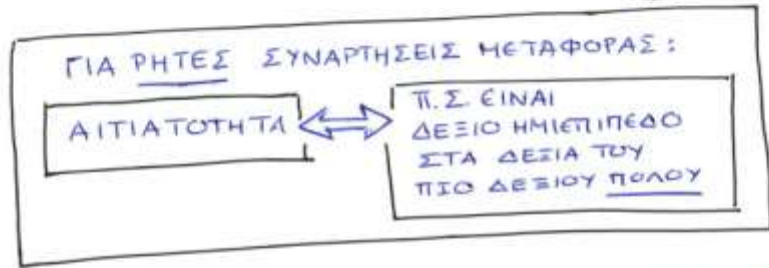 ΓΙΑ ΡΗΤΕΣ ΣΥΝΑΡΤΗΣΕΙΣ ΜΕΤΑΦΟΡΑΣ:
ΑΙΤΙΑΤΟΤΗΤΑ ⟺
Π.Σ. ΕΙΝΑΙ
ΔΕΞΙΟ ΗΜΙΕΠΙΠΕΔΟ
ΣΤΑ ΔΕΞΙΑ ΤΟΥ
ΠΙΟ ΔΕΞΙΟΥ ΠΟΛΟΥ